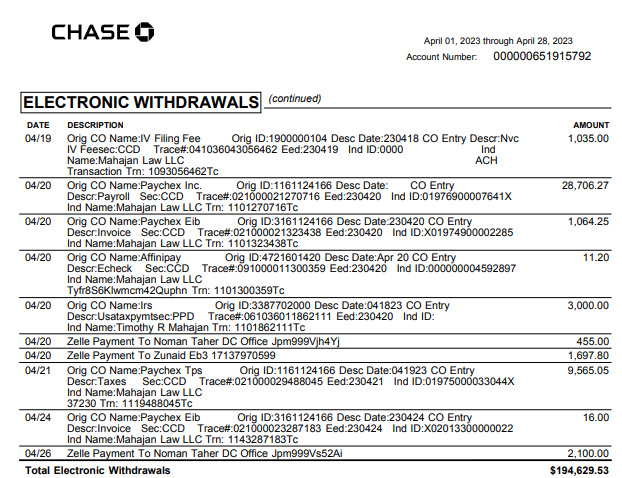 CHASE
April 01, 2023 through April 28, 2023
Account Number: 000000651915792
ELECTRONIC WITHDRAWALS (continued)
DATE DESCRIPTION AMOUNT
04/19 Orig CO Name:IV Filing Fee Orig ID:1900000104 Desc Date:230418 CO Entry Descr:Nvc 1,035.00
IV Feesec:CCD Trace#:041036043056462 Eed:230419 Ind ID:0000 Ind
Name:Mahajan Law LLC ACH
Transaction Trn: 1093056462Tc
04/20 Orig CO Name:Paychex Inc. Orig ID:1161124166 Desc Date: CO Entry 28,706.27
Descr:Payroll Sec:CCD Trace#:021000021270716 Eed:230420 Ind ID:01976900007641X
Ind Name:Mahajan Law LLC Trn: 1101270716Tc
04/20 Orig CO Name:Paychex Eib Orig ID:3161124166 Desc Date:230420 CO Entry 1,064.25
Descr:Invoice Sec:CCD Trace#:021000021323438 Eed:230420 Ind ID:X01974900002285
Ind Name:Mahajan Law LLC Trn: 1101323438Tc
04/20 Orig CO Name:Affinipay Orig ID:4721601420 Desc Date:Apr 20 CO Entry 11.20
Descr:Echeck Sec:CCD Trace#:091000011300359 Eed:230420 Ind ID:000000004592897
Ind Name:Mahajan Law LLC
Tyfr8S6Klwmcm42Quphn Trn: 1101300359Tc
04/20 Orig CO Name:Irs Orig ID:3387702000 Desc Date:041823 CO Entry 3,000.00
Descr:Usataxpymtsec:PPD Trace#:061036011862111 Eed:230420 Ind ID:
Ind Name:Timothy R Mahajan Trn: 1101862111Tc
04/20 Zelle Payment To Noman Taher DC Office Jpm999Vjh4Yj 455.00
04/20 Zelle Payment To Zunaid Eb3 17137970599 1,697.80
04/21 Orig CO Name:Paychex Tps Orig ID:1161124166 Desc Date:041923 CO Entry 9,565.05
Descr:Taxes Sec:CCD Trace#:021000029488045 Eed:230421 Ind ID:01975000033044X
Ind Name:Mahajan Law LLC
37230 Trn: 1119488045Tc
04/24 Orig CO Name:Paychex Eib Orig ID:3161124166 Desc Date:230424 CO Entry 16.00
Descr:Invoice Sec:CCD Trace#:021000023287183 Eed:230424 Ind ID:X02013300000022
Ind Name:Mahajan Law LLC Trn: 1143287183Tc
04/26 Zelle Payment To Noman Taher DC Office Jpm999Vs52Ai 2,100.00
Total Electronic Withdrawals $194,629.53